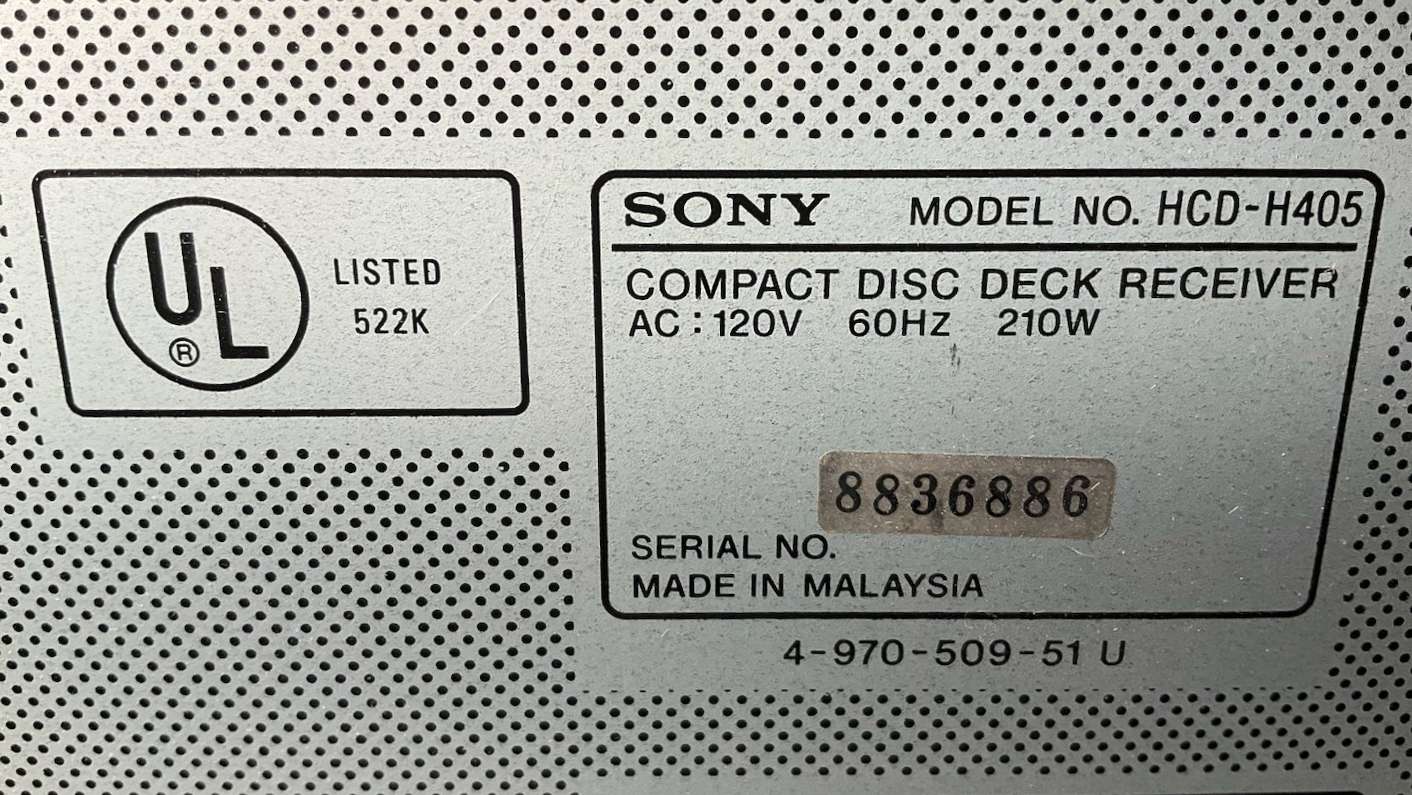 UL
®
LISTED
522K
SONY MODEL NO. HCD-H405
COMPACT DISC DECK RECEIVER
AC : 120V 60HZ 210W
8836886
SERIAL NO.
MADE IN MALAYSIA
4-970-509-51 U